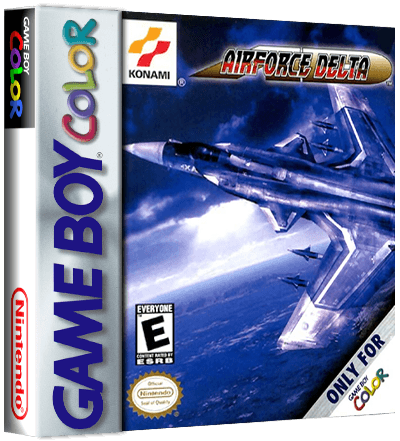 GAME BOY
COLOR
Nintendo®
GAME BOY COLOR
KONAMI®
AIRFORCE DELTA™
EVERYONE
E
CONTENT RATED BY
ESRB
Official
Nintendo
Seal of Quality
ONLY FOR
GAME BOY
COLOR